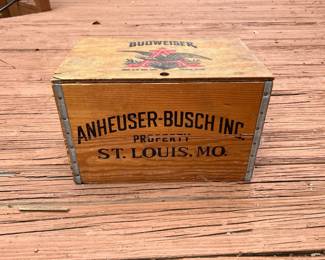 BUDWEISER
ANHEUSER-BUSCH INC.
PROPERTY
ST. LOUIS, MO.